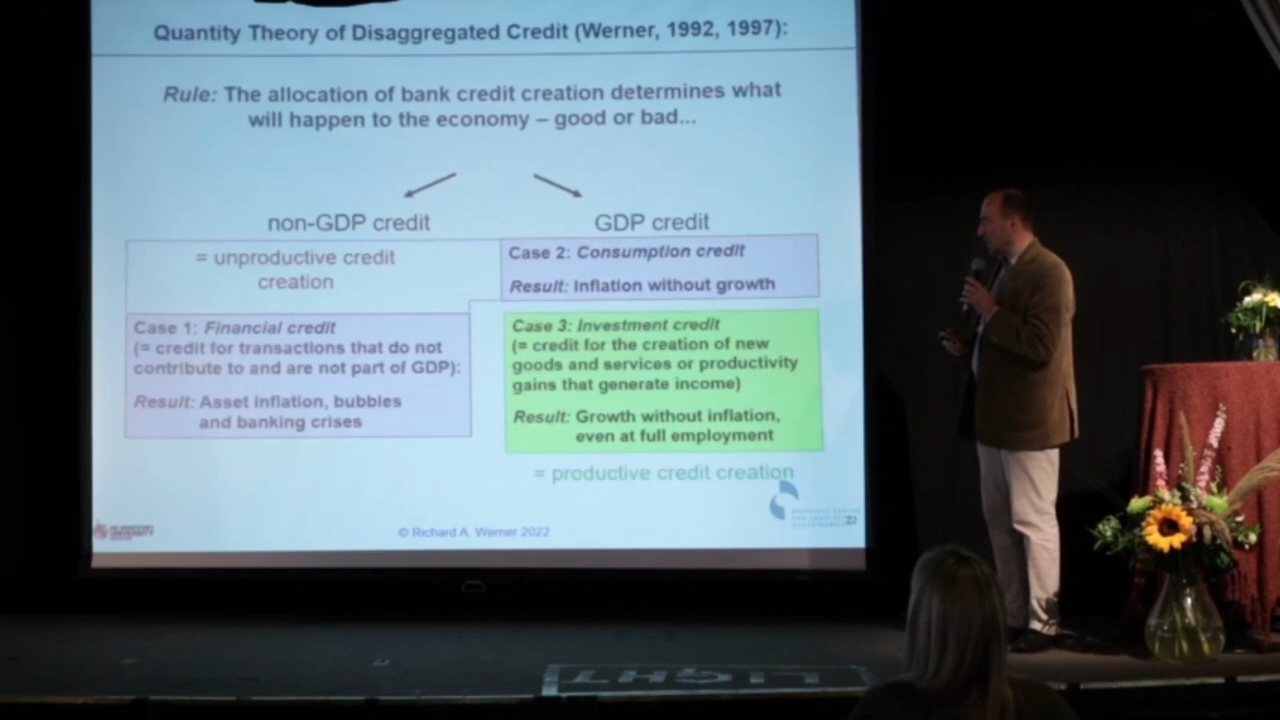 Quantity Theory of Disaggregated Credit (Werner, 1992, 1997):
Rule: The allocation of bank credit creation determines what
will happen to the economy – good or bad...
non-GDP credit
GDP credit
= unproductive credit
creation
Case 2: Consumption credit
Result: Inflation without growth
Case 1: Financial credit
(= credit for transactions that do not
contribute to and are not part of GDP):
Result: Asset inflation, bubbles
and banking crises
Case 3: Investment credit
(= credit for the creation of new
goods and services or productivity
gains that generate income)
Result: Growth without inflation,
even at full employment
= productive credit creation
UNIVERSITY
© Richard A. Werner 2022
22
LIGHT